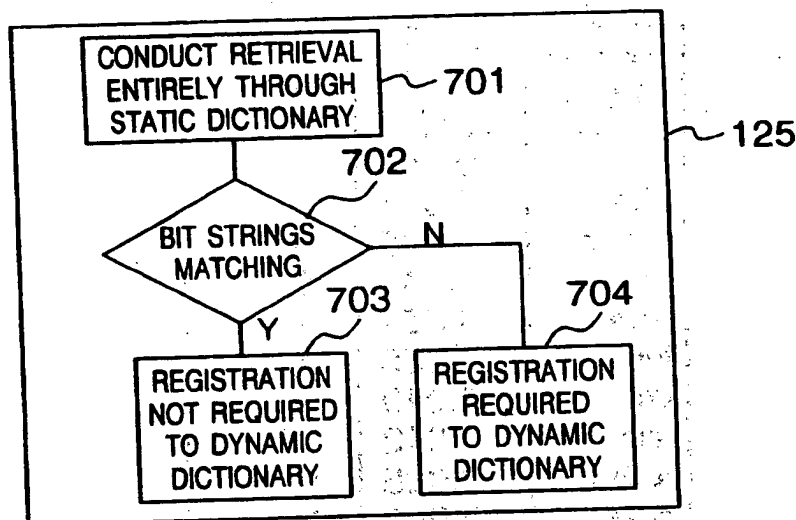 CONDUCT RETRIEVAL
ENTIRELY THROUGH
STATIC DICTIONARY
701
125
702
BIT STRINGS
MATCHING
N
Y
703
704
REGISTRATION
NOT REQUIRED
TO DYNAMIC
DICTIONARY
REGISTRATION
REQUIRED
TO DYNAMIC
DICTIONARY